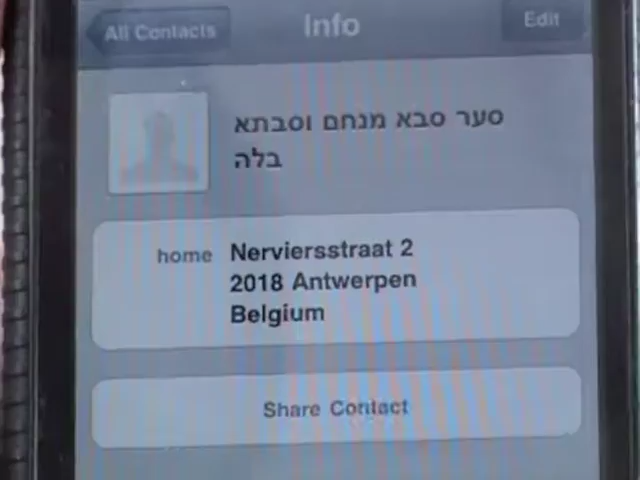 All Contacts
Info
Edit
סער סבא מנחם וסבתא
בלה
home Nerviersstraat 2
2018 Antwerpen
Belgium
Share Contact